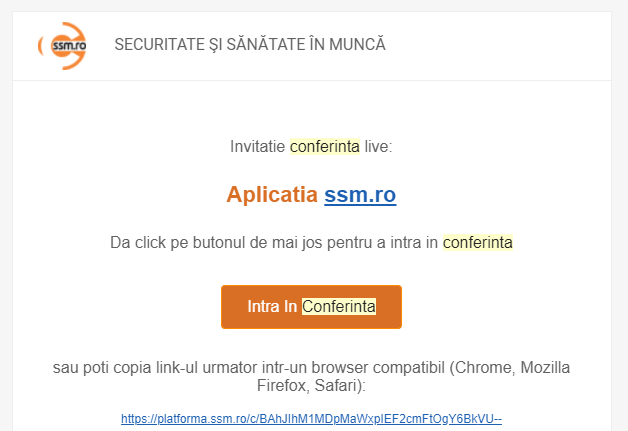 ssm.ro
SECURITATE ŞI SĂNĂTATE ÎN MUNCĂ
Invitatie conferinta live:
Aplicatia ssm.ro
Da click pe butonul de mai jos pentru a intra in conferinta
Intra In Conferinta
sau poti copia link-ul urmator intr-un browser compatibil (Chrome, Mozilla
Firefox, Safari):
https://platforma.ssm.ro/c/BAhJIhM1MDpMaWxpIEF2cmFtOgY6BkVU--